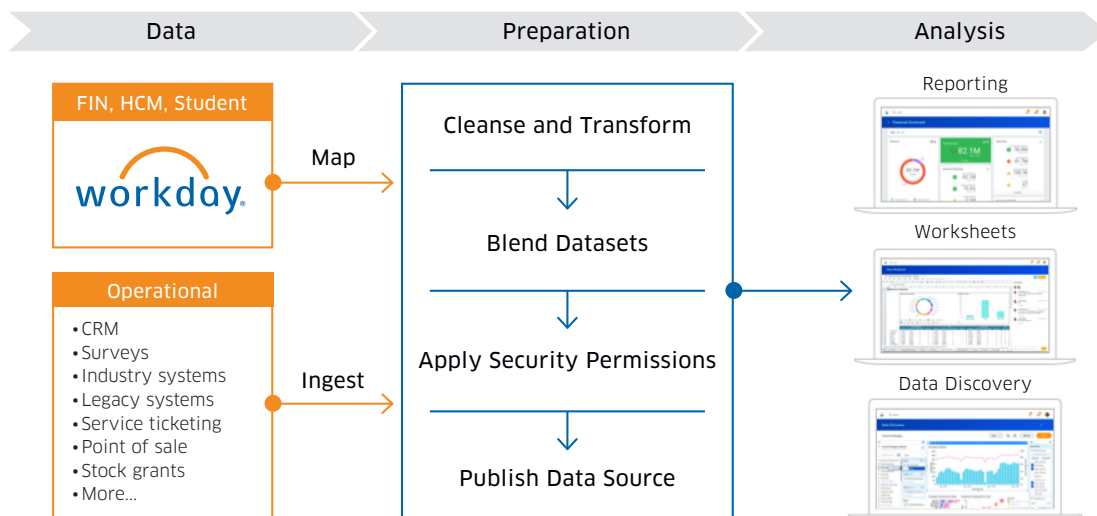 Data
Preparation
Analysis
FIN, HCM, Student
workday.
Map
Operational
•CRM
•Surveys
•Industry systems
•Legacy systems
•Service ticketing
•Point of sale
•Stock grants
•More...
Ingest
Cleanse and Transform
Blend Datasets
Apply Security Permissions
Publish Data Source
Reporting
82.1M
Worksheets
Data Discovery